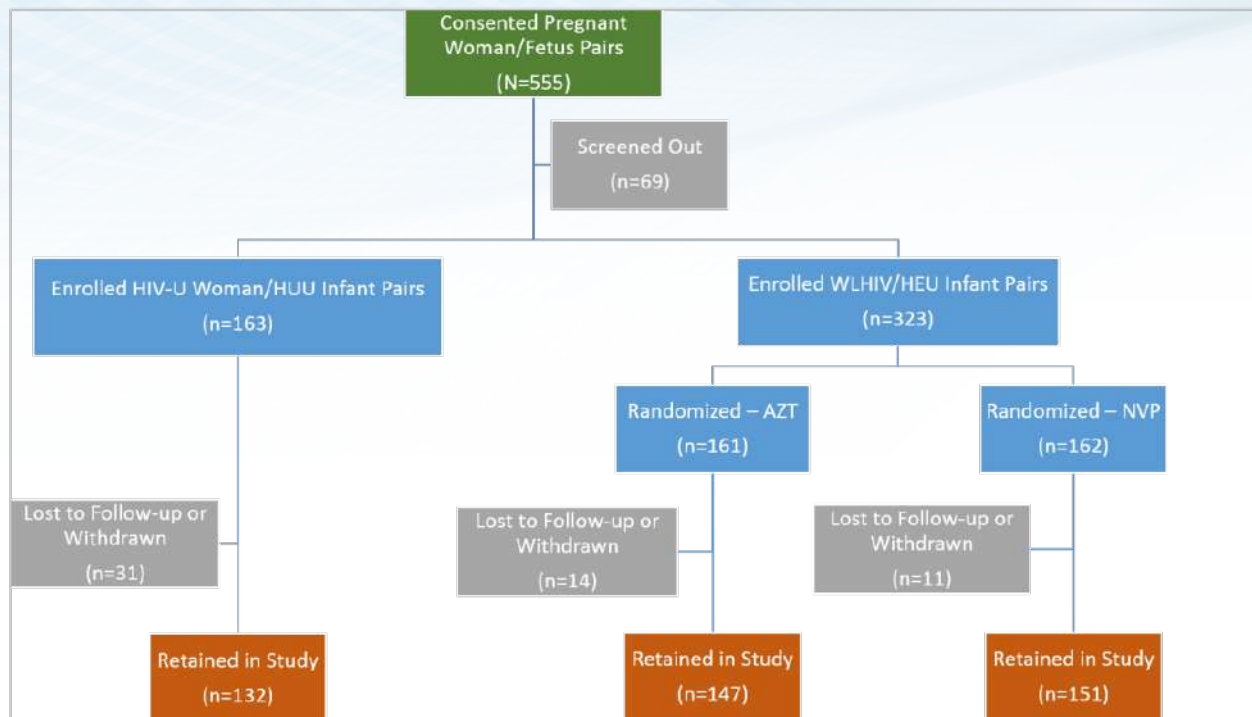 Consented Pregnant
Woman/Fetus Pairs
(N=555)
Screened Out
(n=69)
Enrolled HIV-U Woman/HUU Infant Pairs
(n=163)
Enrolled WLHIV/HEU Infant Pairs
(n=323)
Randomized – AZT
(n=161)
Randomized – NVP
(n=162)
Lost to Follow-up or
Withdrawn
(n=31)
Lost to Follow-up or
Withdrawn
(n=14)
Lost to Follow-up or
Withdrawn
(n=11)
Retained in Study
(n=132)
Retained in Study
(n=147)
Retained in Study
(n=151)